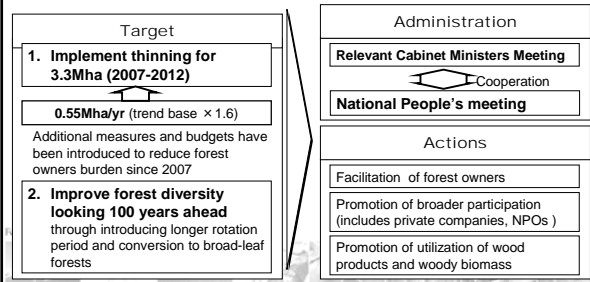 Target
1. Implement thinning for
3.3Mha (2007-2012)
0.55Mha/yr (trend base ×1.6)
Additional measures and budgets have
been introduced to reduce forest
owners burden since 2007
2. Improve forest diversity
looking 100 years ahead
through introducing longer rotation
period and conversion to broad-leaf
forests
Administration
Relevant Cabinet Ministers Meeting
Cooperation
National People's meeting
Actions
Facilitation of forest owners
Promotion of broader participation
(includes private companies, NPOs )
Promotion of utilization of wood
products and woody biomass